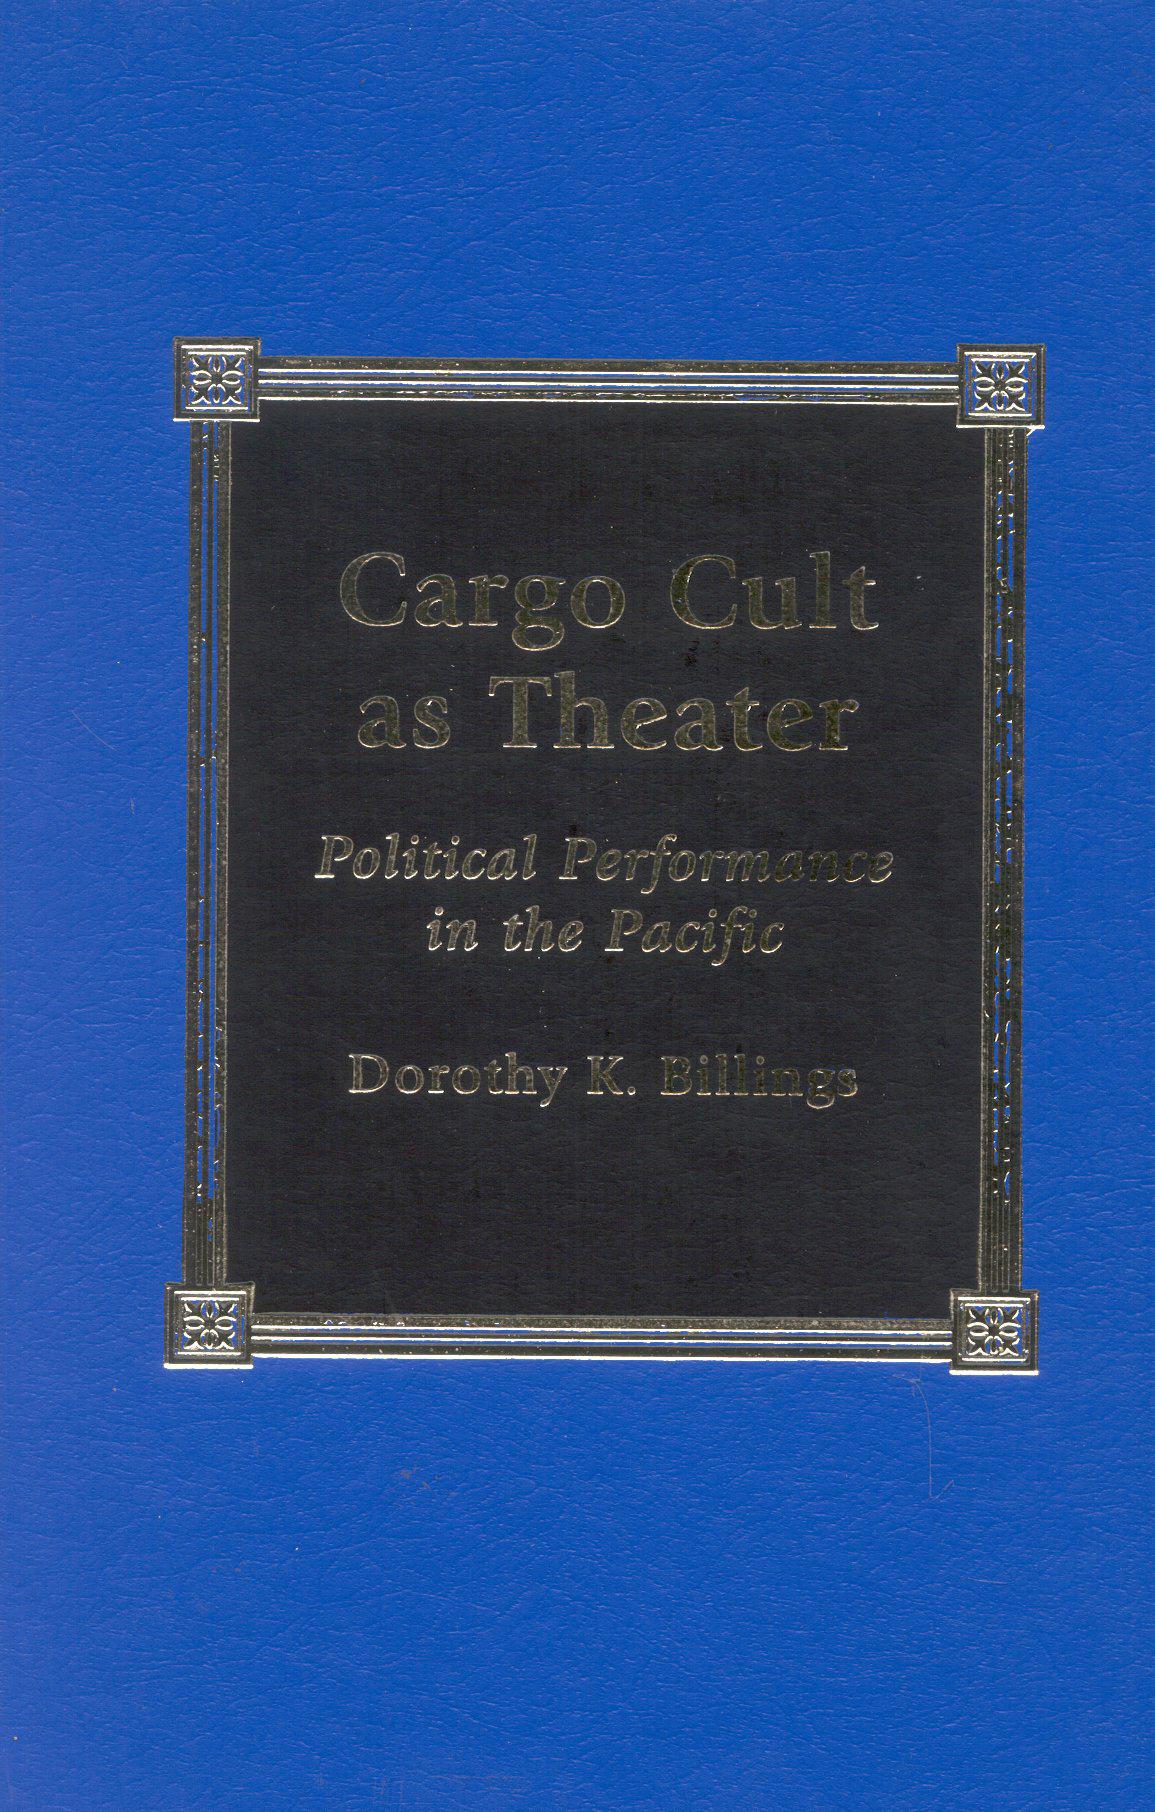 Cargo Cult
as Theater
Political Performance
in the Pacific
Dorothy K. Billings